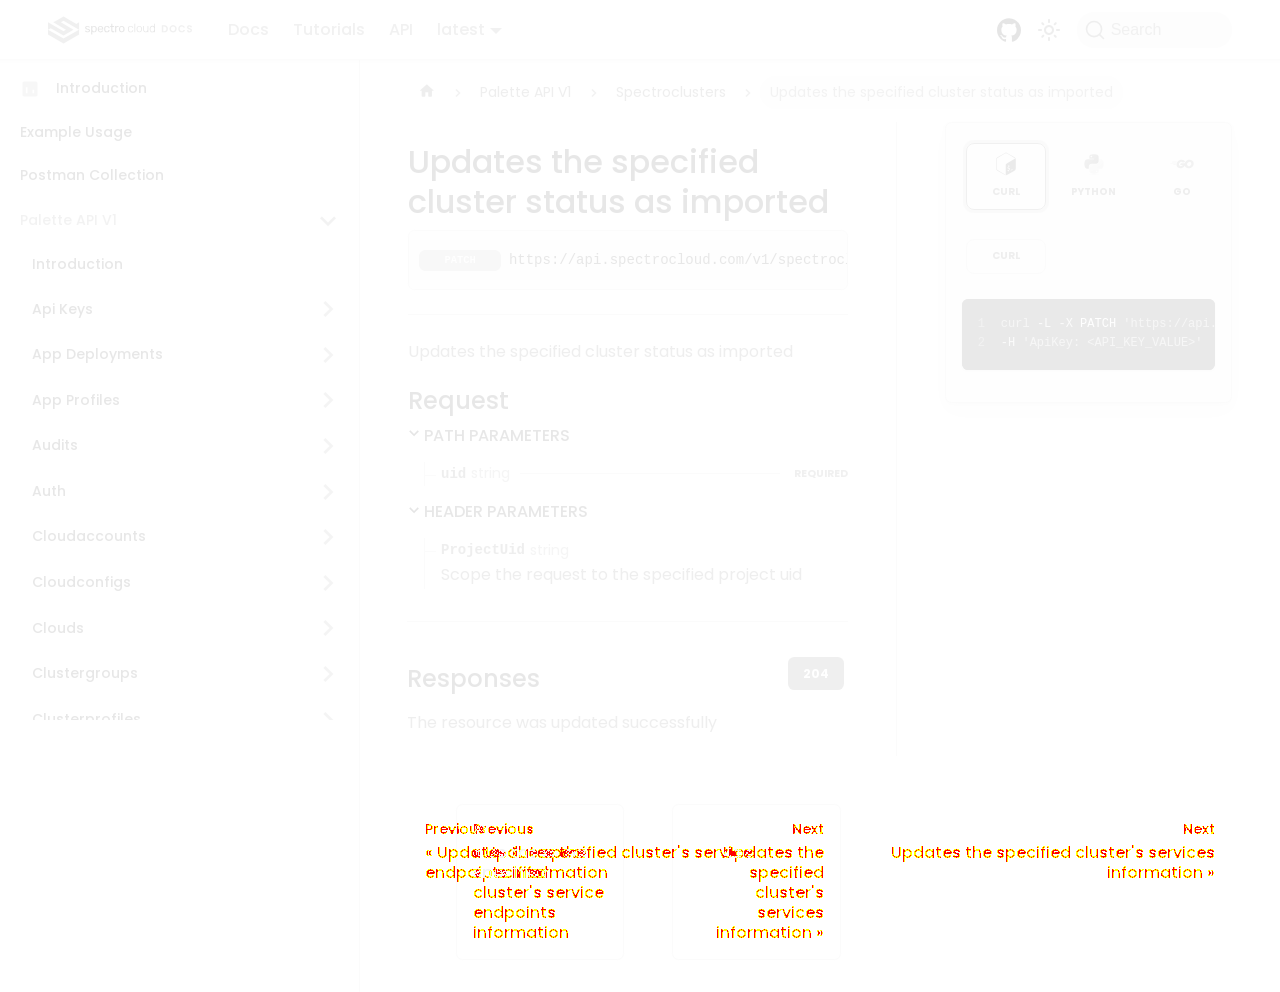 spectro cloud DOCS Docs Tutorials API latest Search
Introduction
Example Usage
Postman Collection
Palette API V1
Introduction
Api Keys
App Deployments
App Profiles
Audits
Auth
Cloudaccounts
Cloudconfigs
Clouds
Clustergroups
Clusterprofiles
Palette API V1 Spectroclusters Updates the specified cluster status as imported
Updates the specified
cluster status as imported
PATCH https://api.spectrocloud.com/v1/spectrocl
Updates the specified cluster status as imported
Request
PATH PARAMETERS
uid string REQUIRED
HEADER PARAMETERS
ProjectUid string
Scope the request to the specified project uid
Responses
204
The resource was updated successfully
CURL PYTHON GO
CURL
1 curl -L -X PATCH 'https://api.
2 -H 'ApiKey: <API_KEY_VALUE>'
Previous
cluster's service
endpoints
information
Next
Updates the
specified
cluster's
services
information »
Next
Updates the specified cluster's services
information »